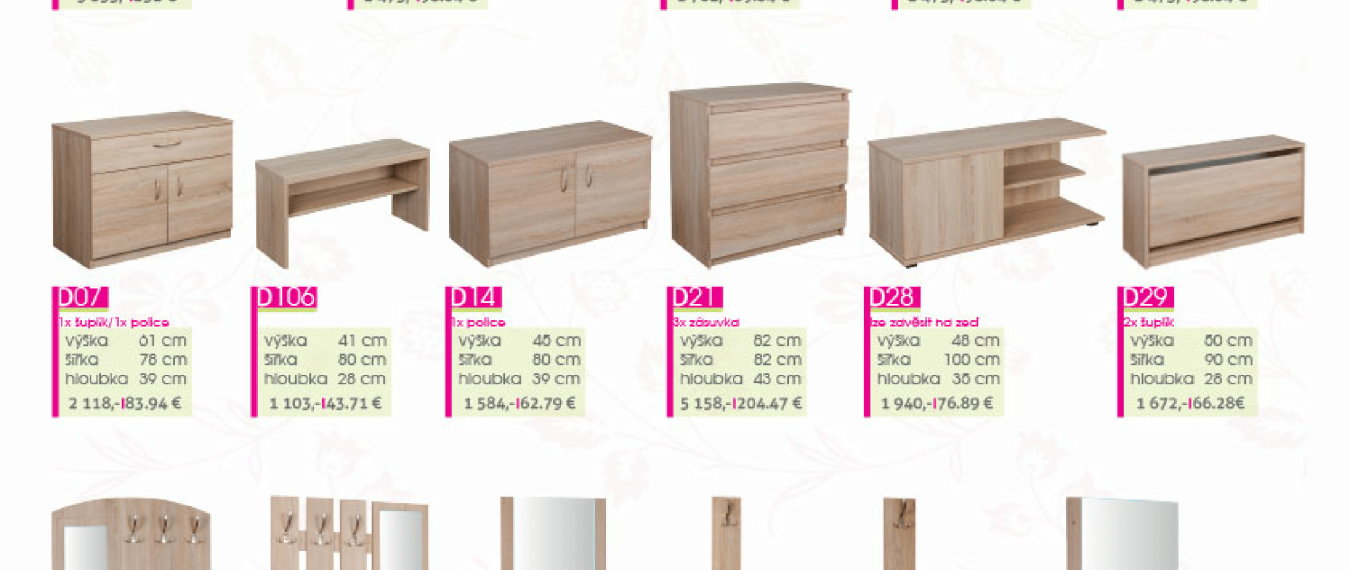 D07
1x šuplík/1x police
výška 61 cm
šířka 78 cm
hloubka 39 cm
2 118,-|83.94 €
D106
výška 41 cm
šířka 80 cm
hloubka 28 cm
1 103,-|43.71 €
D14
1x police
výška 45 cm
šířka 80 cm
hloubka 39 cm
1 584,-|62.79 €
D21
3x zásuvka
výška 82 cm
šířka 82 cm
hloubka 43 cm
5 158,-|204.47 €
D28
lze zavěsit na zeď
výška 48 cm
šířka 100 cm
hloubka 35 cm
1 940,-|76.89 €
D29
2x šuplík
výška 50 cm
šířka 90 cm
hloubka 28 cm
1 672,-|66.28€